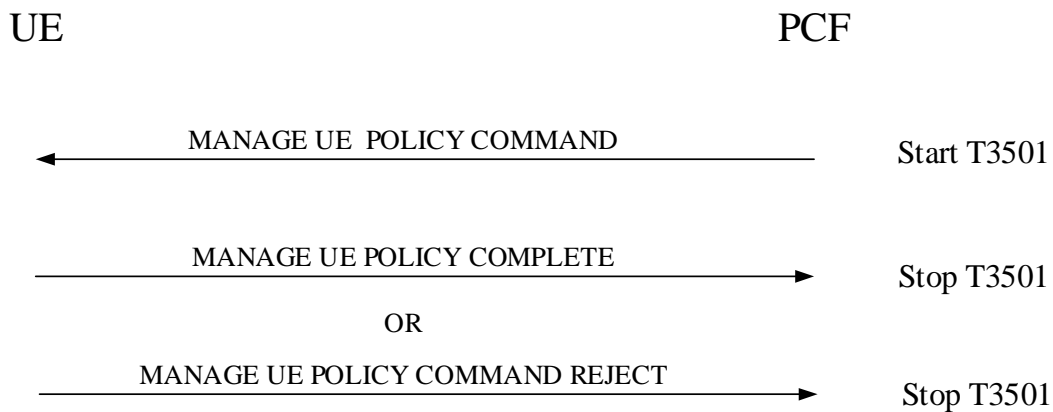 UE PCF
MANAGE UE POLICY COMMAND Start T3501
MANAGE UE POLICY COMPLETE Stop T3501
OR
MANAGE UE POLICY COMMAND REJECT Stop T3501